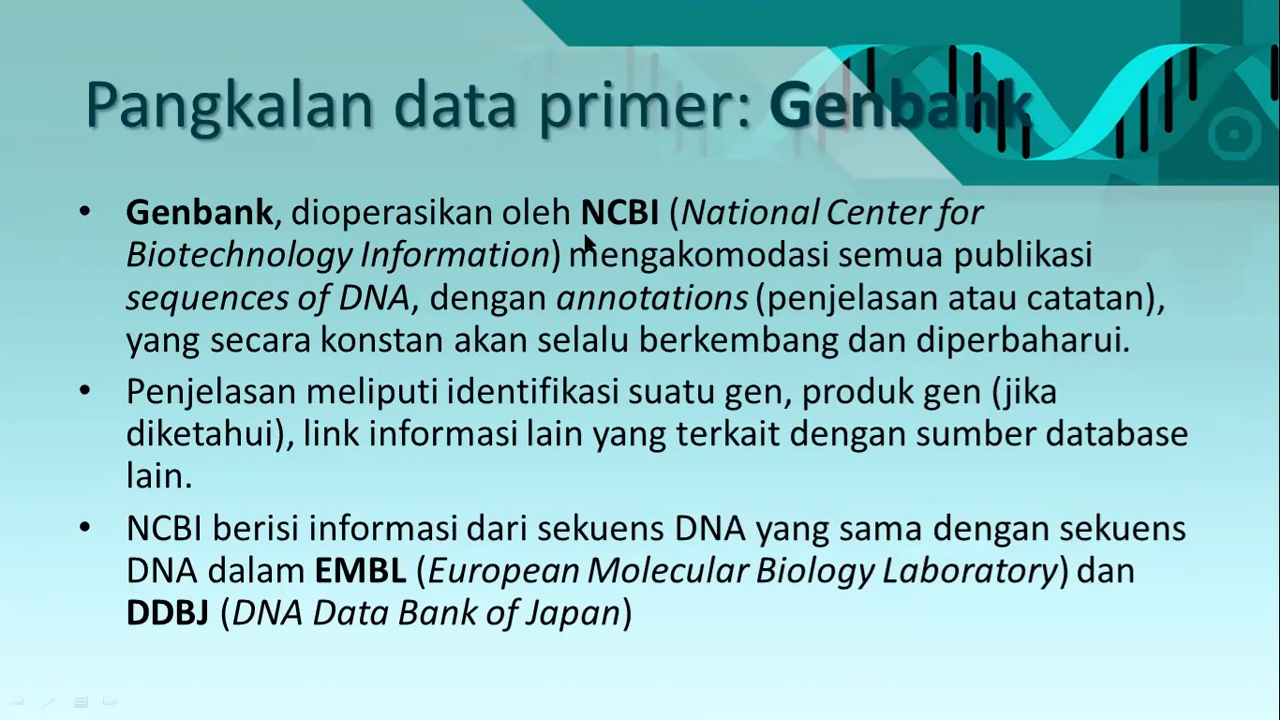 Pangkalan data primer: Genbank
• Genbank, dioperasikan oleh NCBI (National Center for
Biotechnology Information) mengakomodasi semua publikasi
sequences of DNA, dengan annotations (penjelasan atau catatan),
yang secara konstan akan selalu berkembang dan diperbaharui.
• Penjelasan meliputi identifikasi suatu gen, produk gen (jika
diketahui), link informasi lain yang terkait dengan sumber database
lain.
• NCBI berisi informasi dari sekuens DNA yang sama dengan sekuens
DNA dalam EMBL (European Molecular Biology Laboratory) dan
DDBJ (DNA Data Bank of Japan)